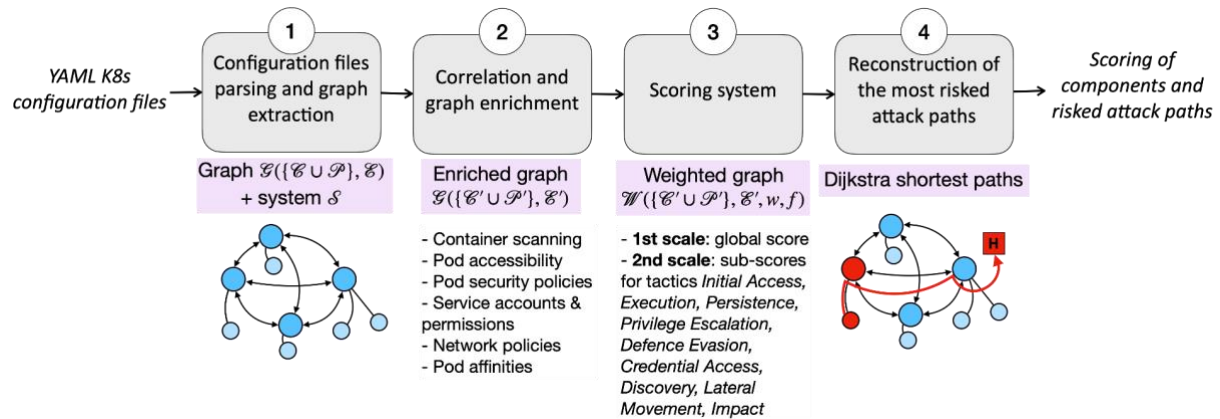 YAML K8s
configuration files
1
Configuration files
parsing and graph
extraction
Graph 𝒢({𝒞 ∪ 𝒫}, ℰ)
+ system 𝒮
2
Correlation and
graph enrichment
Enriched graph
𝒢({𝒞′ ∪ 𝒫′}, ℰ′)
- Container scanning
- Pod accessibility
- Pod security policies
- Service accounts &
permissions
- Network policies
- Pod affinities
3
Scoring system
Weighted graph
𝒲({𝒞′ ∪ 𝒫′}, ℰ′, w, f)
- 1st scale: global score
- 2nd scale: sub-scores
for tactics Initial Access,
Execution, Persistence,
Privilege Escalation,
Defence Evasion,
Credential Access,
Discovery, Lateral
Movement, Impact
4
Reconstruction of
the most risked
attack paths
Dijkstra shortest paths
H
Scoring of
components and
risked attack paths